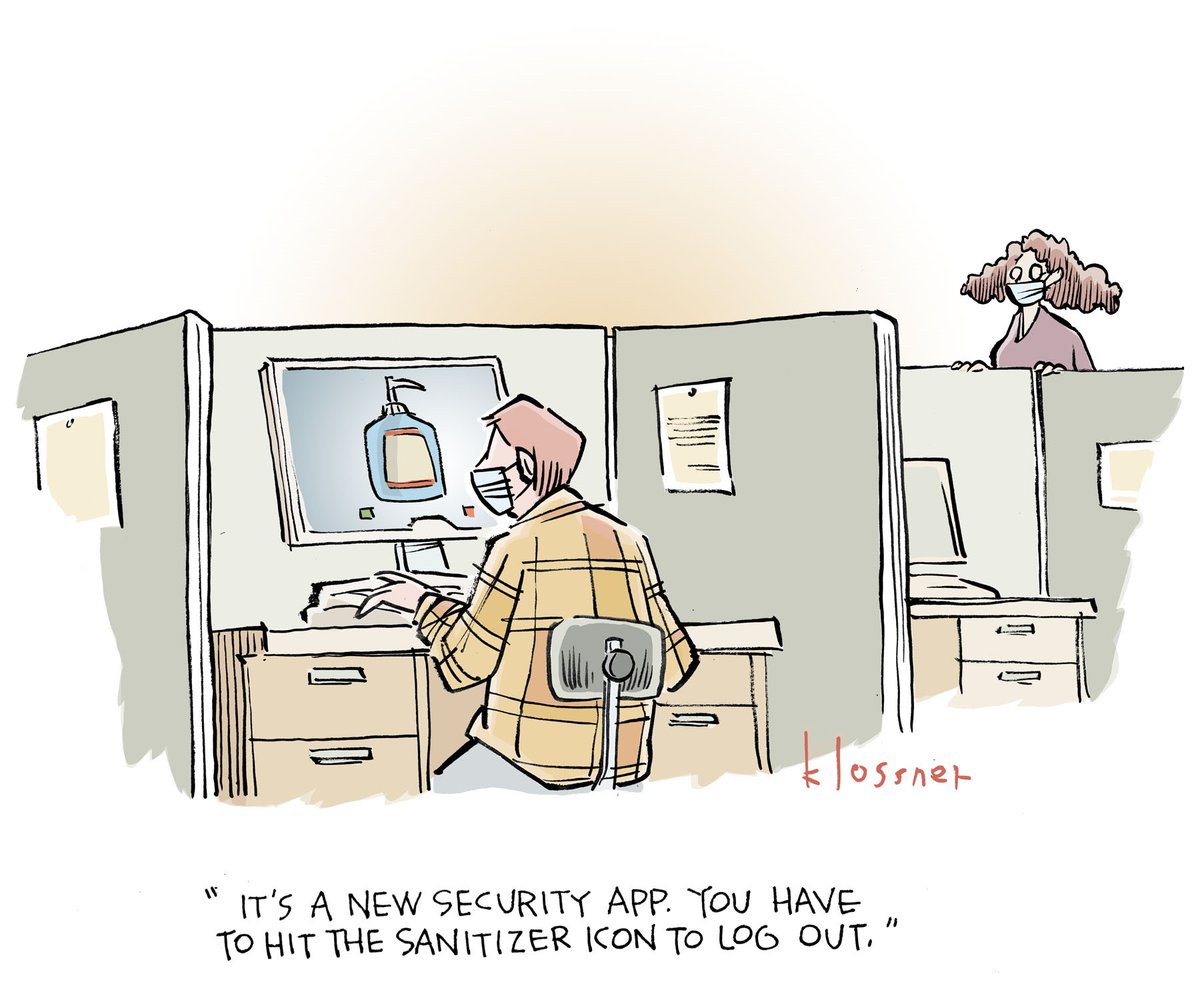 klossner
" IT'S A NEW SECURITY APP. YOU HAVE
TO HIT THE SANITIZER ICON TO LOG OUT. "